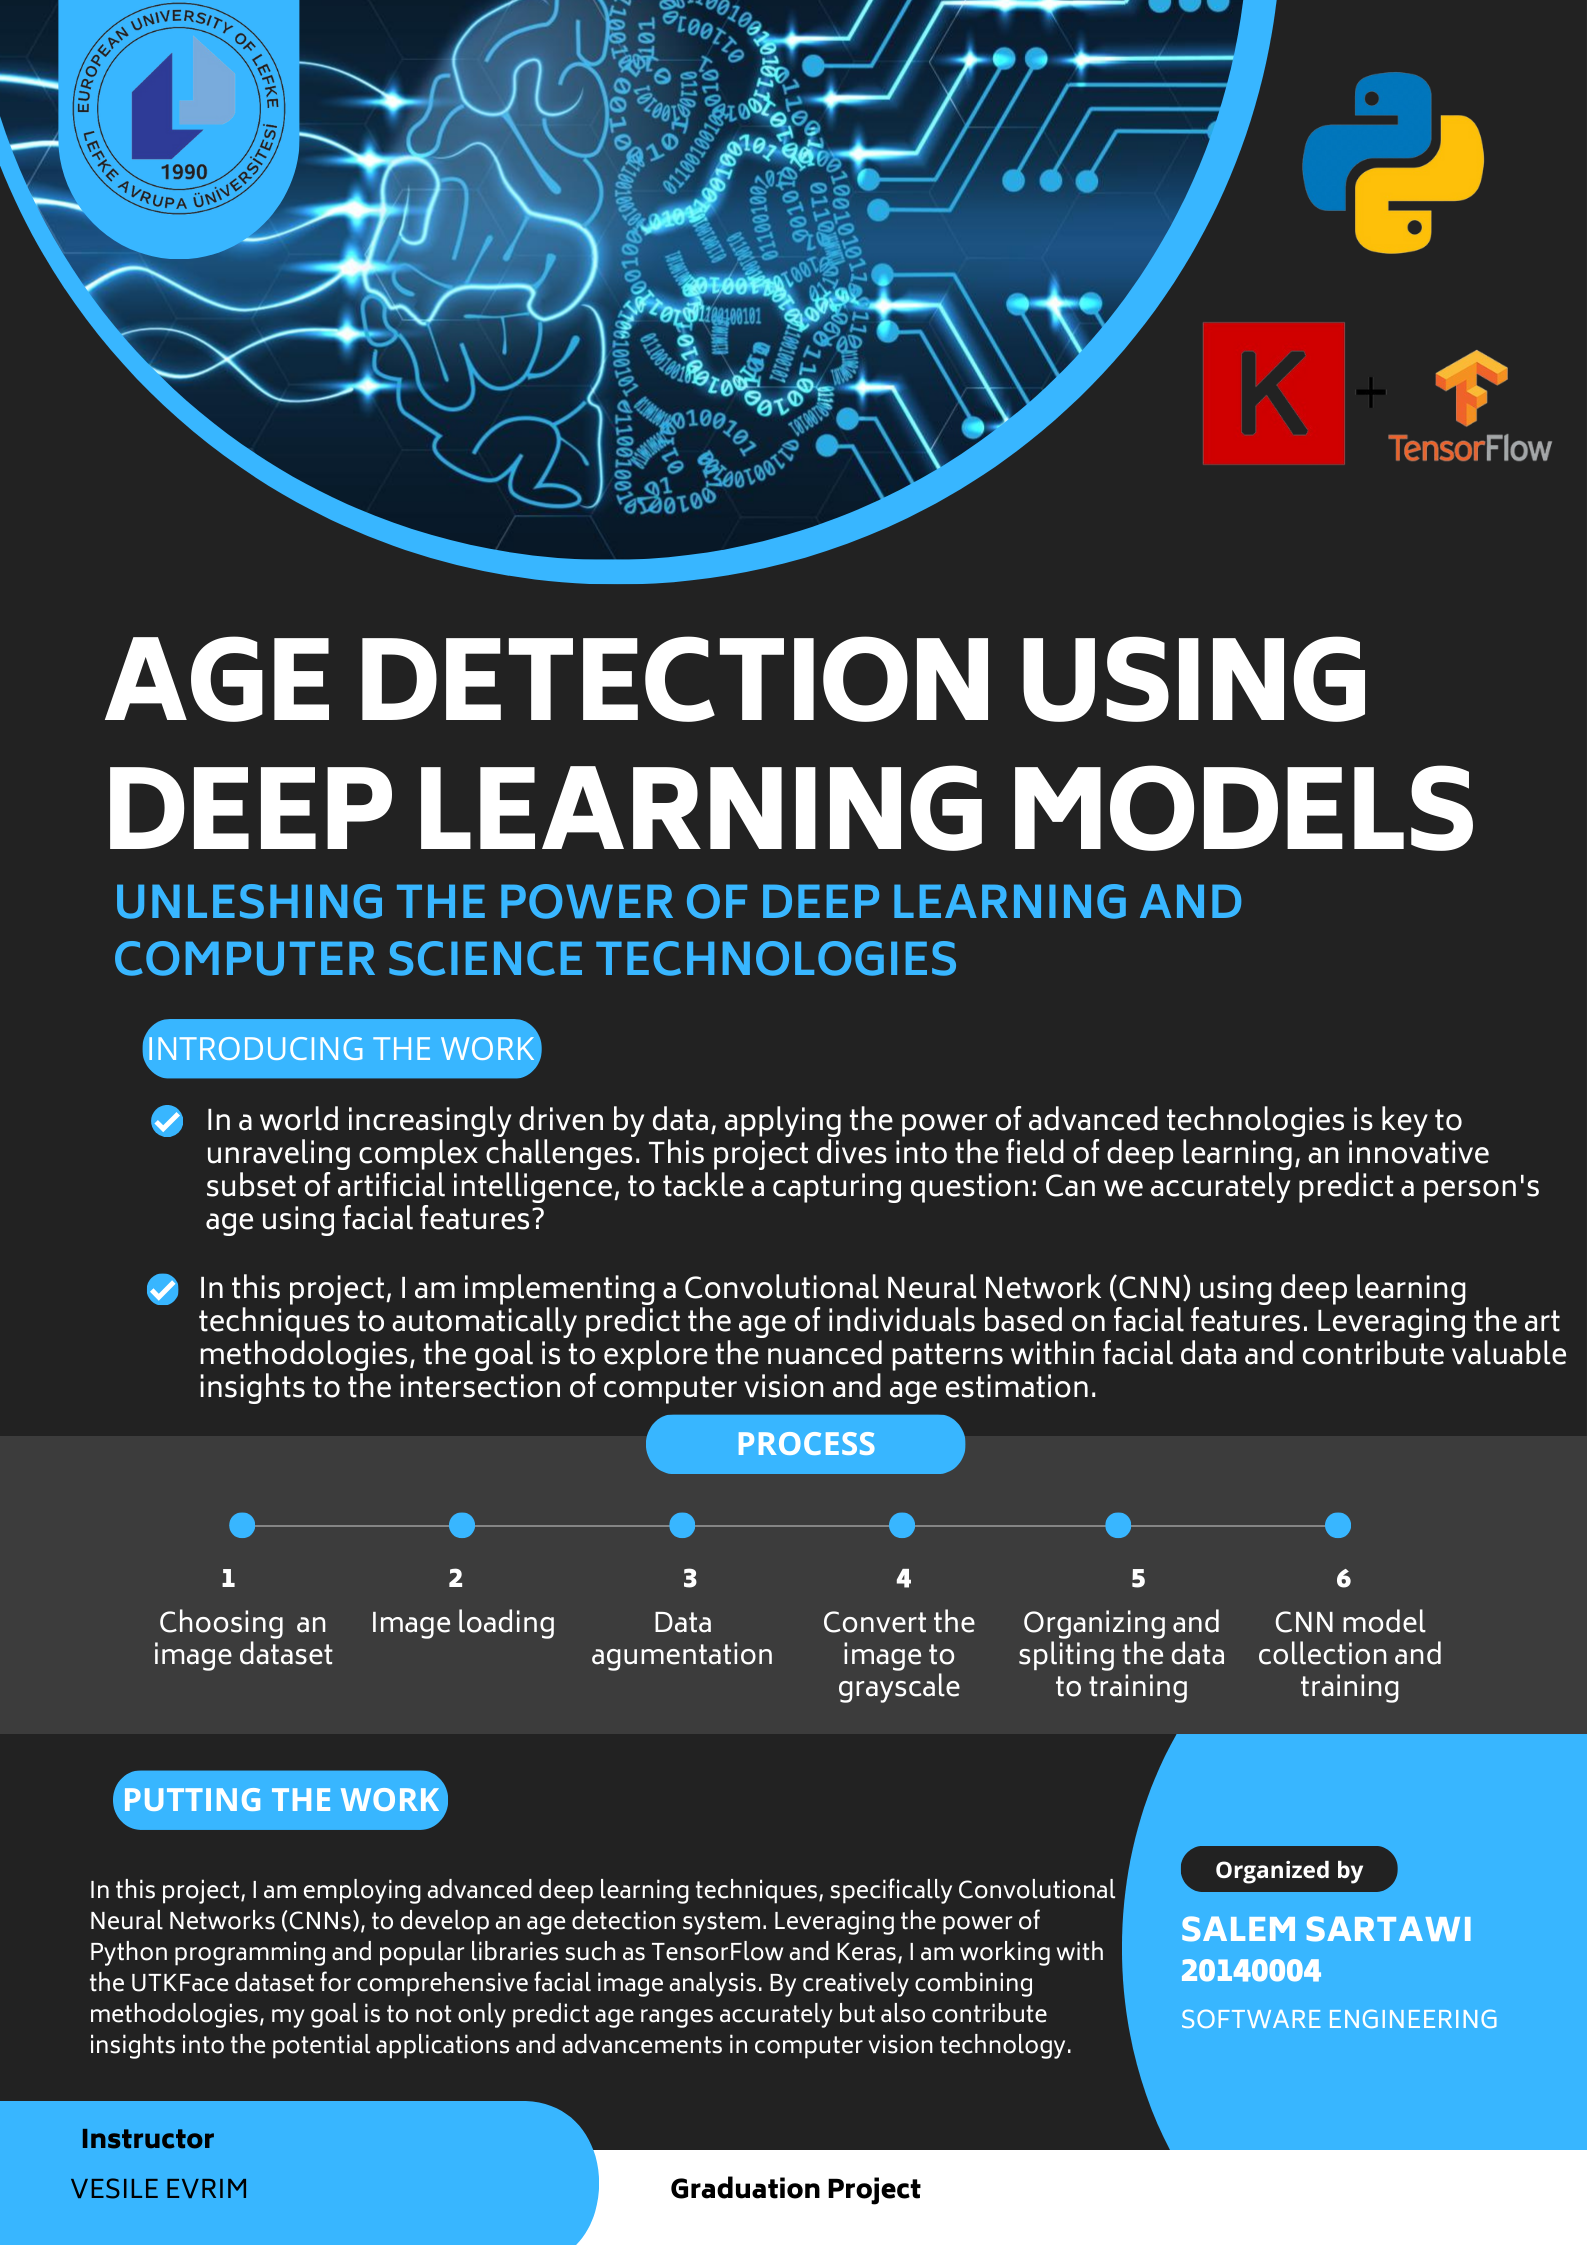 EUROPEAN UNIVERSITY OF LEFKE
LEFKE AVRUPA ÜNİVERSİTESİ
1990
K
+
TensorFlow
AGE DETECTION USING
DEEP LEARNING MODELS
UNLESHING THE POWER OF DEEP LEARNING AND
COMPUTER SCIENCE TECHNOLOGIES
INTRODUCING THE WORK
In a world increasingly driven by data, applying the power of advanced technologies is key to
unraveling complex challenges. This project dives into the field of deep learning, an innovative
subset of artificial intelligence, to tackle a capturing question: Can we accurately predict a person's
age using facial features?
In this project, I am implementing a Convolutional Neural Network (CNN) using deep learning
techniques to automatically predict the age of individuals based on facial features. Leveraging the art
methodologies, the goal is to explore the nuanced patterns within facial data and contribute valuable
insights to the intersection of computer vision and age estimation.
PROCESS
1
Choosing an
image dataset
2
Image loading
3
Data
agumentation
4
Convert the
image to
grayscale
5
Organizing and
spliting the data
to training
6
CNN model
collection and
training
PUTTING THE WORK
In this project, I am employing advanced deep learning techniques, specifically Convolutional
Neural Networks (CNNs), to develop an age detection system. Leveraging the power of
Python programming and popular libraries such as TensorFlow and Keras, I am working with
the UTKFace dataset for comprehensive facial image analysis. By creatively combining
methodologies, my goal is to not only predict age ranges accurately but also contribute
insights into the potential applications and advancements in computer vision technology.
Organized by
SALEM SARTAWI
20140004
SOFTWARE ENGINEERING
Instructor
VESILE EVRIM
Graduation Project